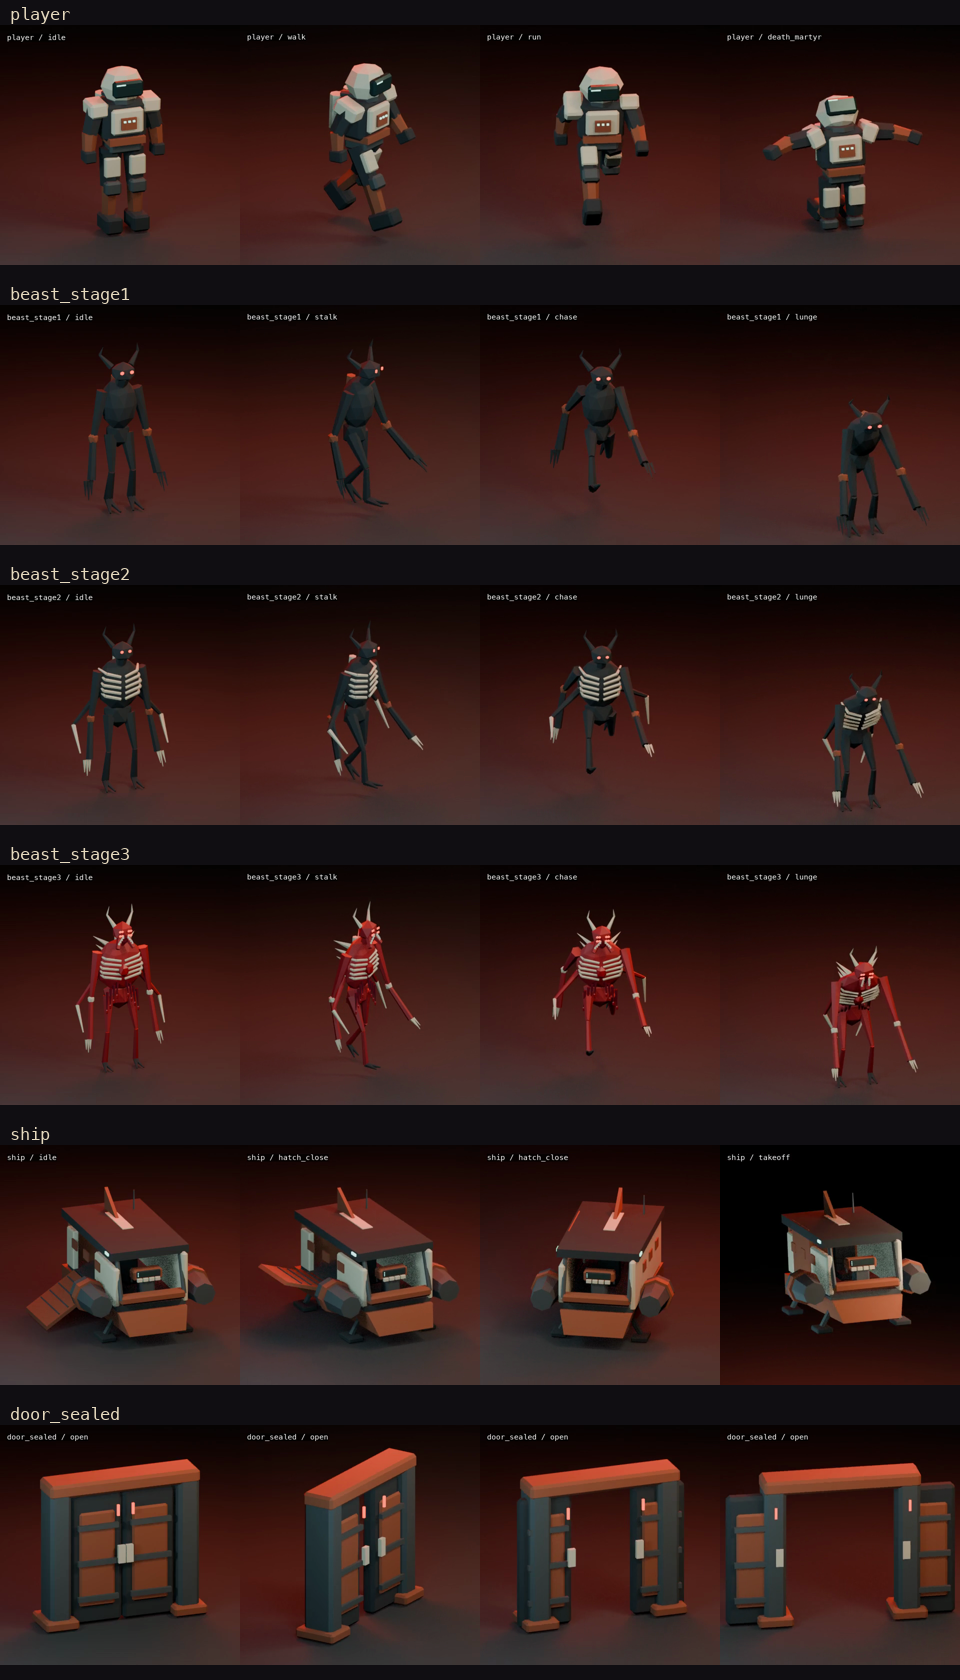 player
player / idle
player / walk
player / run
player / death_martyr
beast_stage1
beast_stage1 / idle
beast_stage1 / stalk
beast_stage1 / chase
beast_stage1 / lunge
beast_stage2
beast_stage2 / idle
beast_stage2 / stalk
beast_stage2 / chase
beast_stage2 / lunge
beast_stage3
beast_stage3 / idle
beast_stage3 / stalk
beast_stage3 / chase
beast_stage3 / lunge
ship
ship / idle
ship / hatch_close
ship / hatch_close
ship / takeoff
door_sealed
door_sealed / open
door_sealed / open
door_sealed / open
door_sealed / open